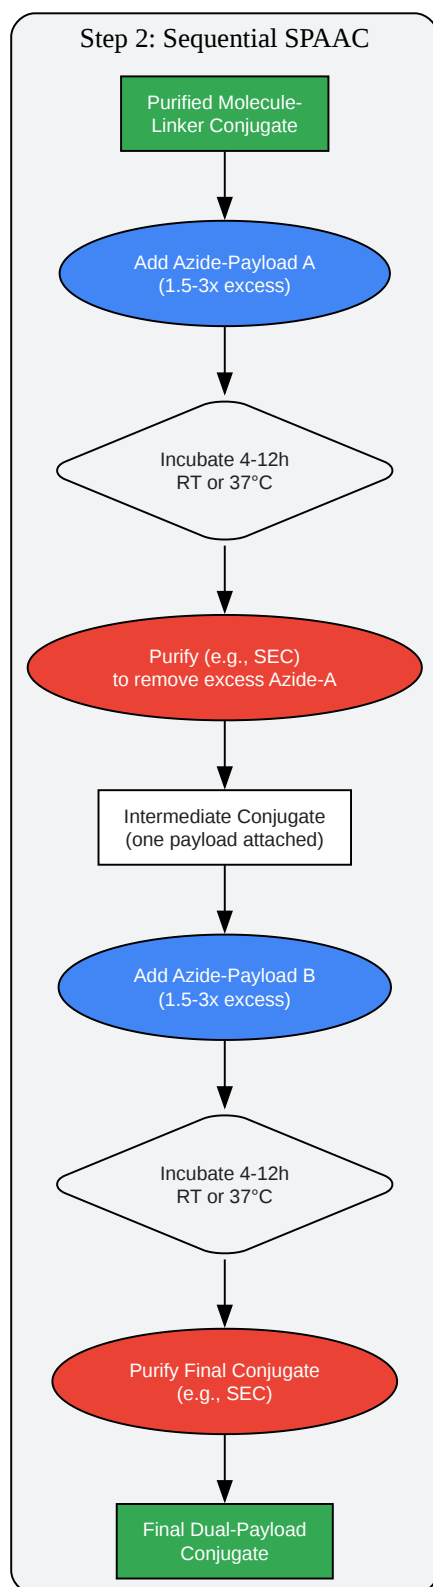 Step 2: Sequential SPAAC
Purified Molecule-
Linker Conjugate
Add Azide-Payload A
(1.5-3x excess)
Incubate 4-12h
RT or 37°C
Purify (e.g., SEC)
to remove excess Azide-A
Intermediate Conjugate
(one payload attached)
Add Azide-Payload B
(1.5-3x excess)
Incubate 4-12h
RT or 37°C
Purify Final Conjugate
(e.g., SEC)
Final Dual-Payload
Conjugate